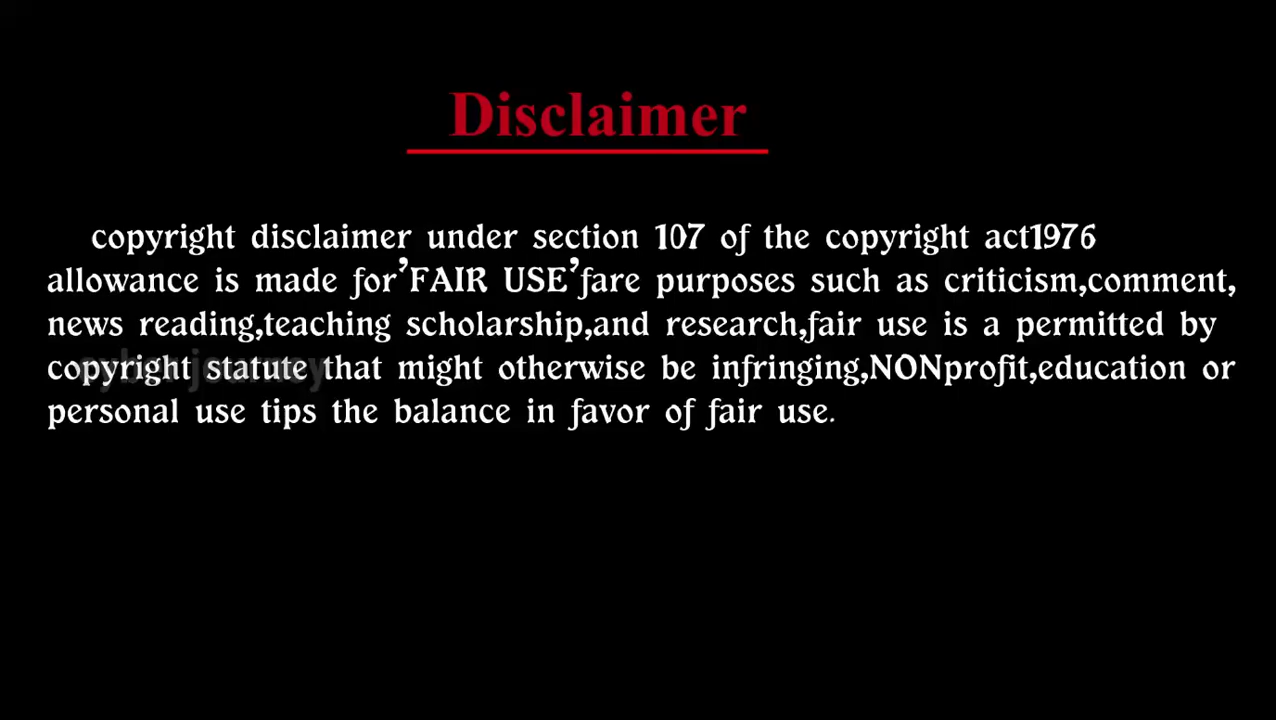 Disclaimer
copyright disclaimer under section 107 of the copyright act1976
allowance is made for’FAIR USE’fare purposes such as criticism,comment,
news reading,teaching scholarship,and research,fair use is a permitted by
copyright statute that might otherwise be infringing,NONprofit,education or
cyber journey
personal use tips the balance in favor of fair use.